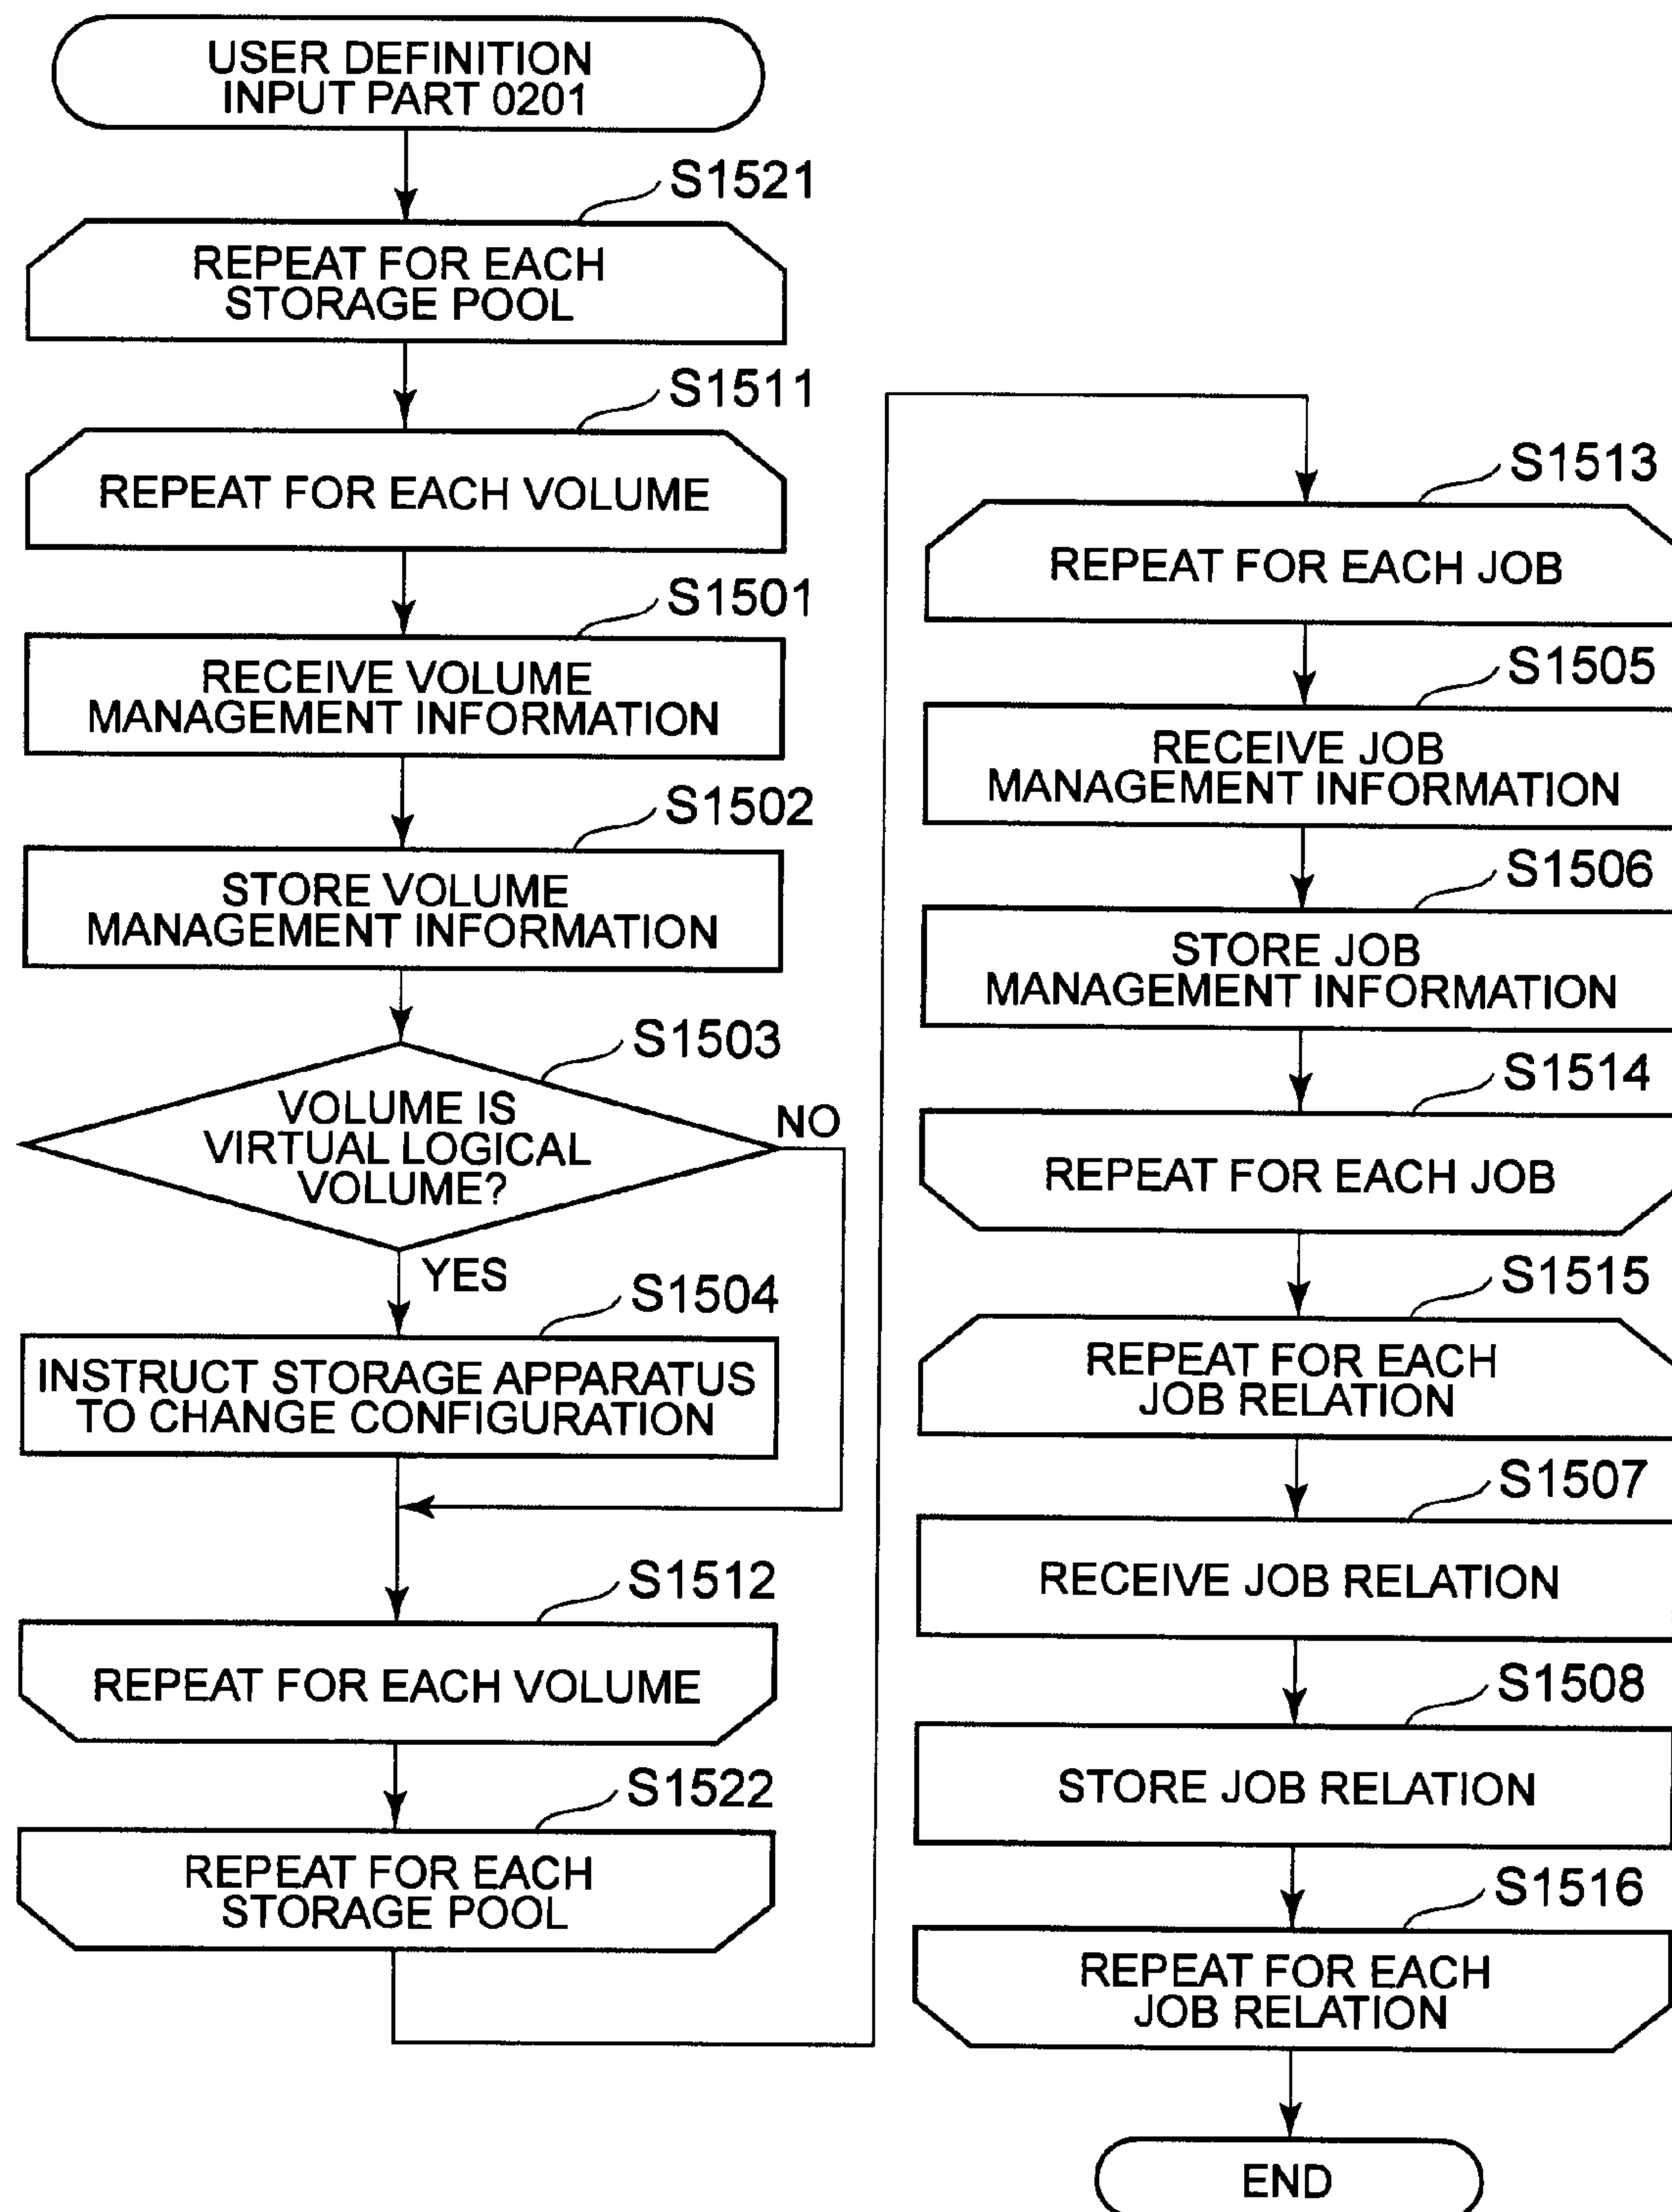 USER DEFINITION
INPUT PART 0201
S1521
REPEAT FOR EACH
STORAGE POOL
S1511
REPEAT FOR EACH VOLUME
S1501
RECEIVE VOLUME
MANAGEMENT INFORMATION
S1502
STORE VOLUME
MANAGEMENT INFORMATION
S1503
VOLUME IS
VIRTUAL LOGICAL
VOLUME?
NO
YES
S1504
INSTRUCT STORAGE APPARATUS
TO CHANGE CONFIGURATION
S1512
REPEAT FOR EACH VOLUME
S1522
REPEAT FOR EACH
STORAGE POOL
S1513
REPEAT FOR EACH JOB
S1505
RECEIVE JOB
MANAGEMENT INFORMATION
S1506
STORE JOB
MANAGEMENT INFORMATION
S1514
REPEAT FOR EACH JOB
S1515
REPEAT FOR EACH
JOB RELATION
S1507
RECEIVE JOB RELATION
S1508
STORE JOB RELATION
S1516
REPEAT FOR EACH
JOB RELATION
END